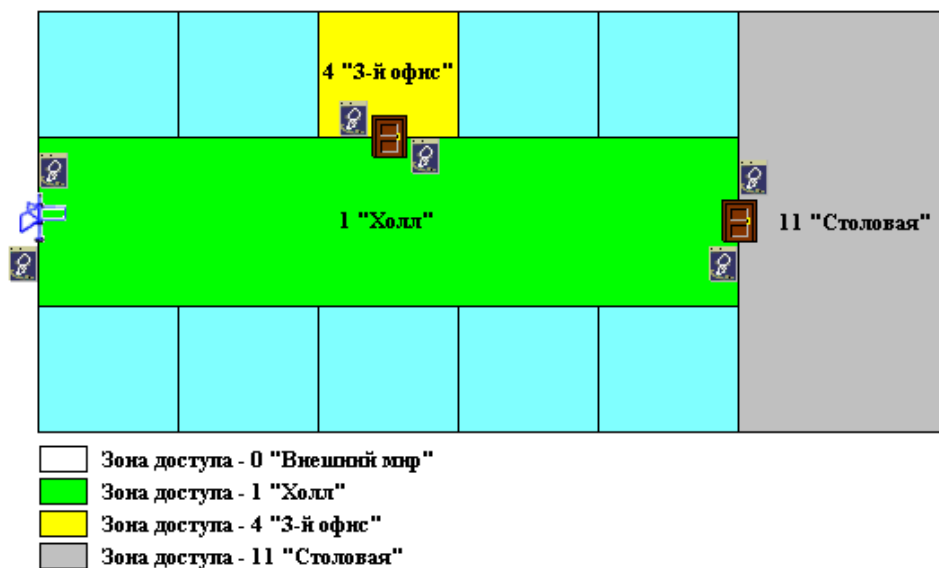 4 "3-й офис"
1 "Холл"
11 "Столовая"
Зона доступа - 0 "Внешний мир"
Зона доступа - 1 "Холл"
Зона доступа - 4 "3-й офис"
Зона доступа - 11 "Столовая"